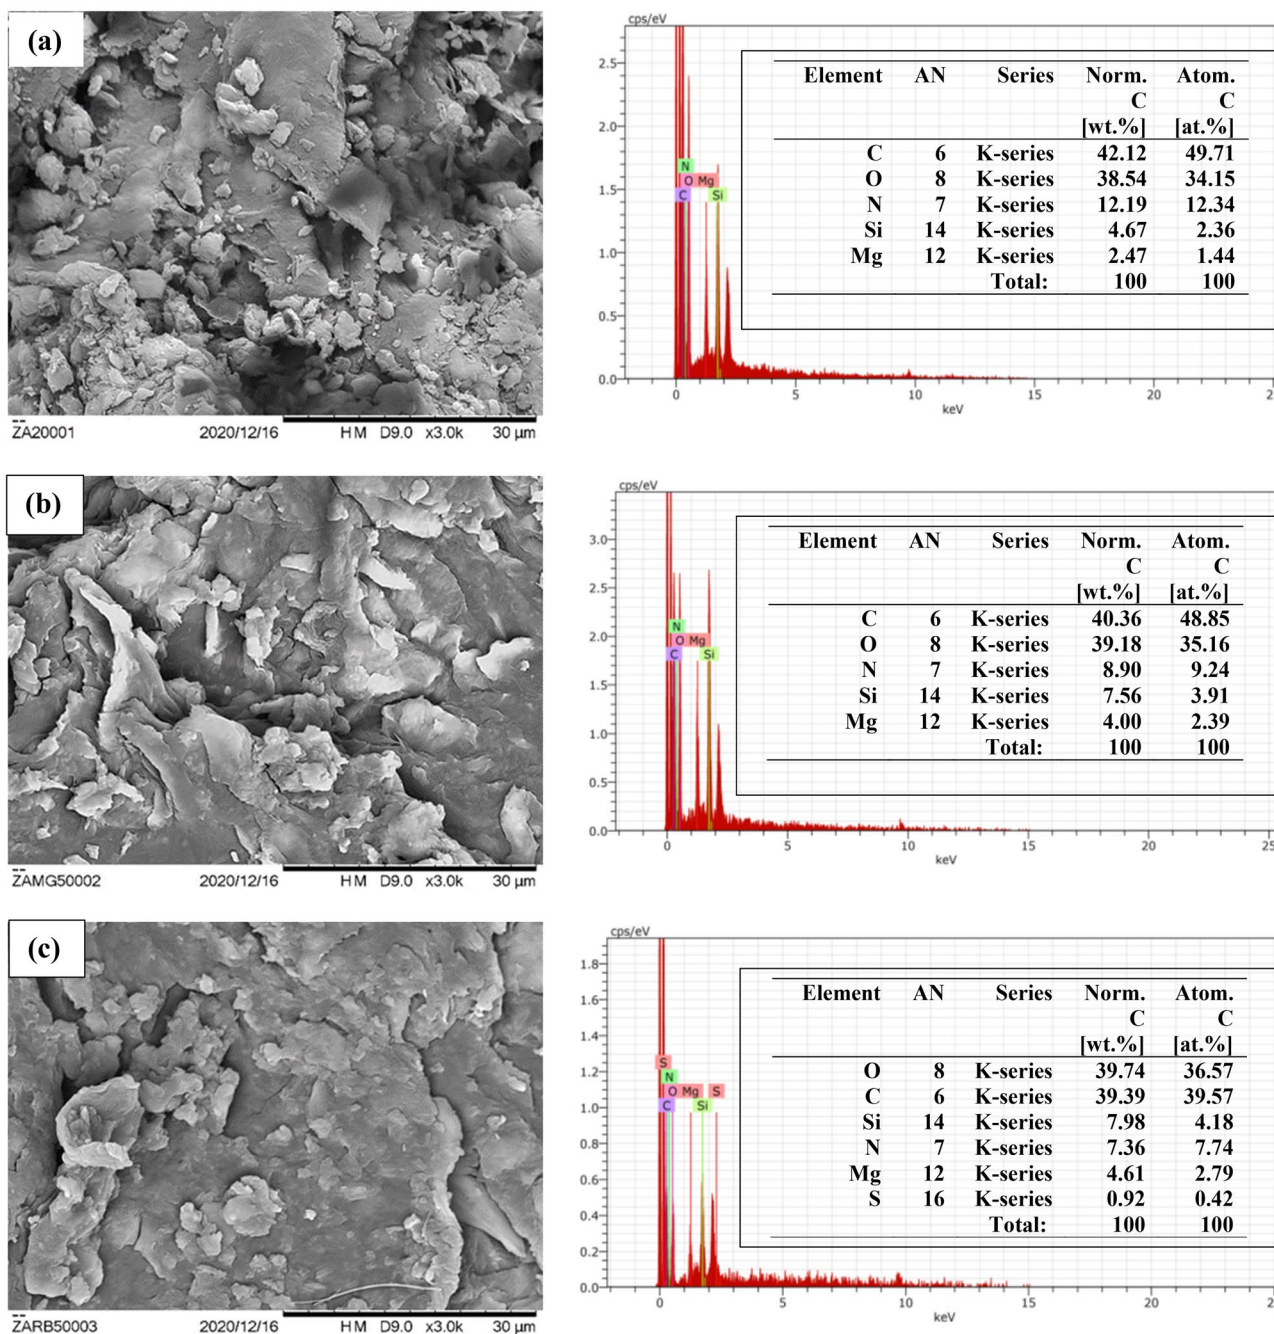 (a)
ZA20001 2020/12/16 HM D9.0 x3.0k 30 µm
cps/eV
2.5
2.0
1.5
1.0
0.5
0.0
N
O Mg
C Si
0 5 10 15 20 25
keV
Element AN Series Norm. Atom.
C C
[wt.%] [at.%]
C 6 K-series 42.12 49.71
O 8 K-series 38.54 34.15
N 7 K-series 12.19 12.34
Si 14 K-series 4.67 2.36
Mg 12 K-series 2.47 1.44
Total: 100 100
(b)
ZAMG50002 2020/12/16 HM D9.0 x3.0k 30 µm
cps/eV
3.0
2.5
2.0
1.5
1.0
0.5
0.0
N
O Mg
C Si
0 5 10 15 20 25
keV
Element AN Series Norm. Atom.
C C
[wt.%] [at.%]
C 6 K-series 40.36 48.85
O 8 K-series 39.18 35.16
N 7 K-series 8.90 9.24
Si 14 K-series 7.56 3.91
Mg 12 K-series 4.00 2.39
Total: 100 100
(c)
ZARB50003 2020/12/16 HM D9.0 x3.0k 30 µm
cps/eV
1.8
1.6
1.4
1.2
1.0
0.8
0.6
0.4
0.2
0.0
S
N
O Mg S
C Si
0 5 10 15 20 25
keV
Element AN Series Norm. Atom.
C C
[wt.%] [at.%]
O 8 K-series 39.74 36.57
C 6 K-series 39.39 39.57
Si 14 K-series 7.98 4.18
N 7 K-series 7.36 7.74
Mg 12 K-series 4.61 2.79
S 16 K-series 0.92 0.42
Total: 100 100